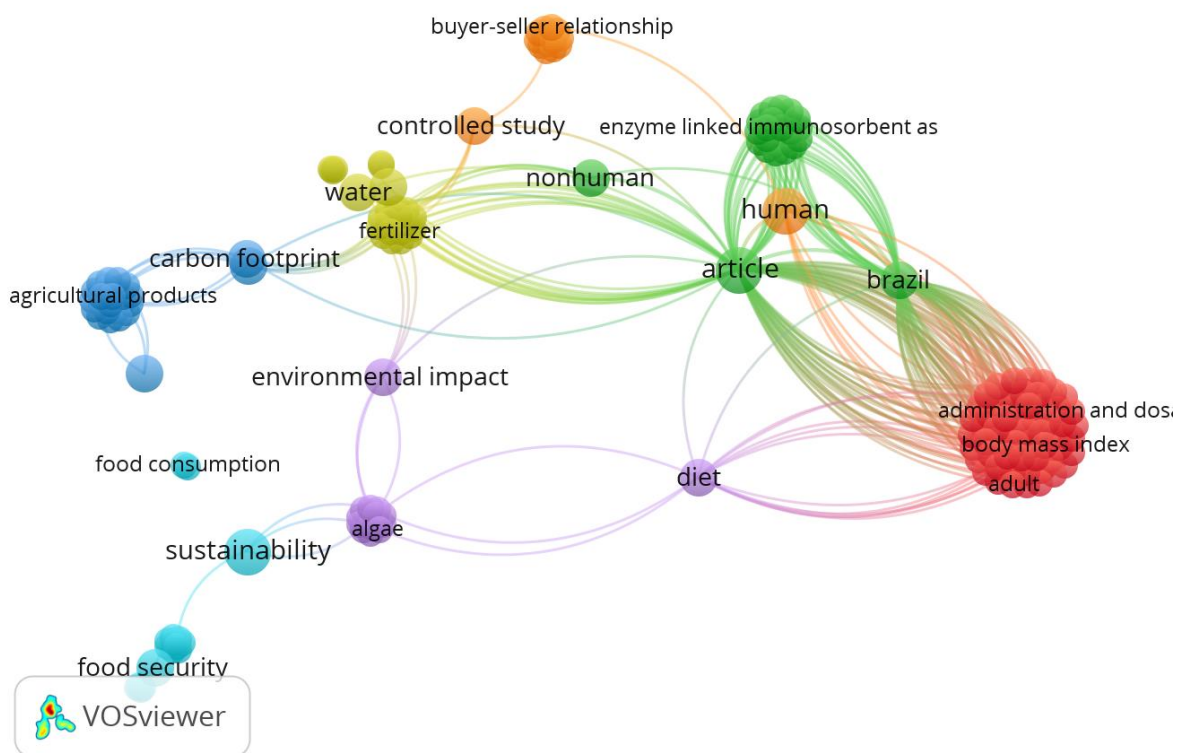 buyer-seller relationship
controlled study
enzyme linked immunosorbent as
nonhuman
water
human
fertilizer
carbon footprint
article
brazil
agricultural products
environmental impact
administration and dosa
body mass index
food consumption
diet
adult
algae
sustainability
food security
VOSviewer